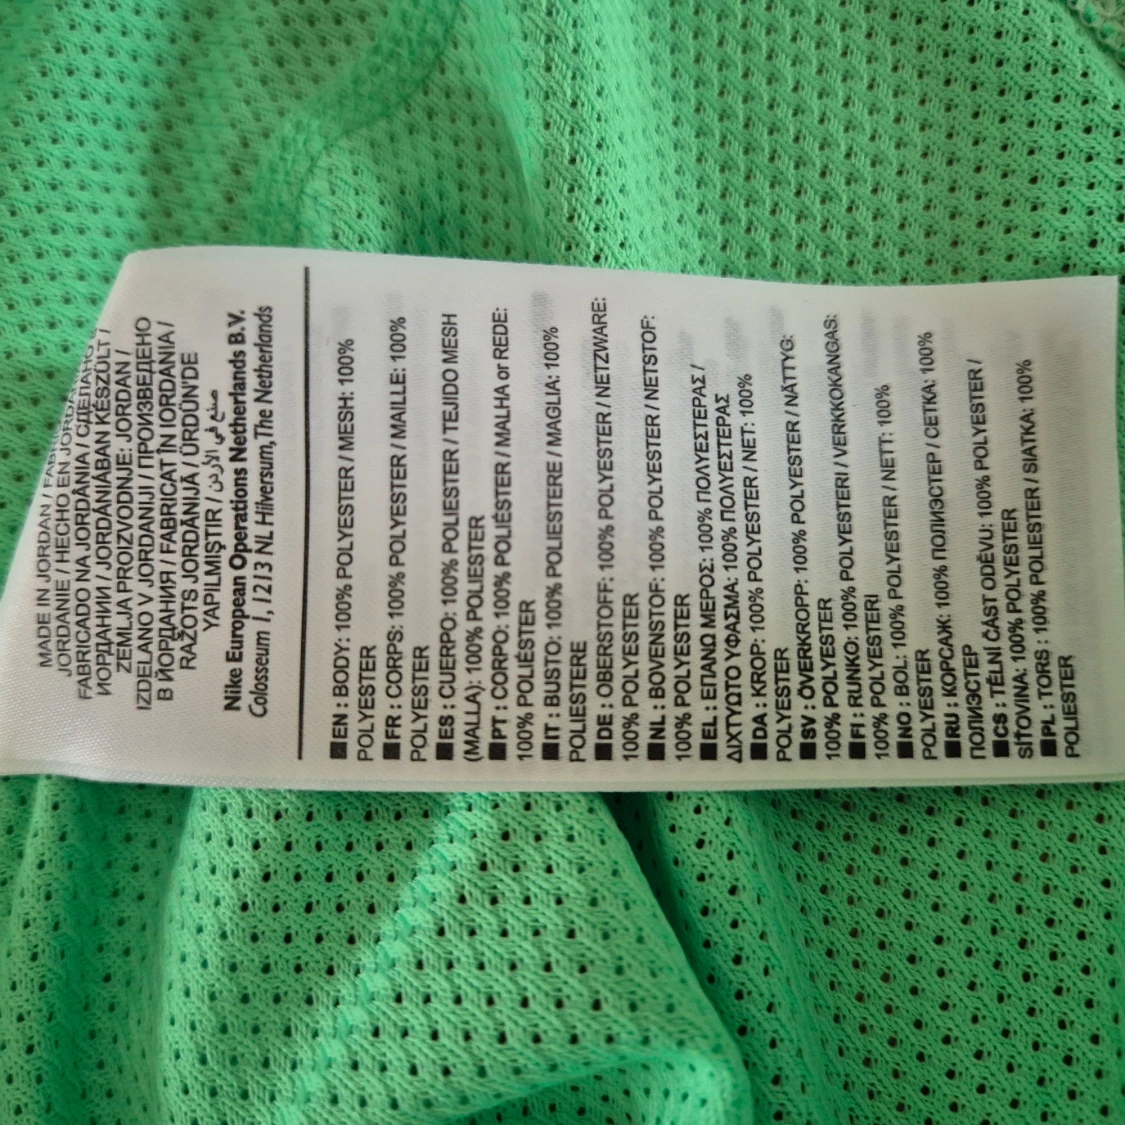 MADE IN JORDAN /
JORDANIE / HECHO EN JORDANIA
FABRICADO NA JORDÂNIA / СДЕЛАНО
ИОРДАНИИ / JORDÁNIÁBAN KÉSZÜLT /
ZEMLJA PROIZVODNJE: JORDAN /
IZDELANO V JORDANIJI / ПРОИЗВЕДЕНО
В ЙОРДАНИЯ / FABRICAT ÎN IORDANIA /
RAŽOTS JORDĀNIJĀ / ÜRDÜN'DE
YAPILMIŞTIR / صنع في الأردن
Nike European Operations Netherlands B.V.
Colosseum 1, 1213 NL Hilversum, The Netherlands
EN : BODY: 100% POLYESTER / MESH: 100%
POLYESTER
FR : CORPS: 100% POLYESTER / MAILLE: 100%
POLYESTER
ES : CUERPO: 100% POLIESTER / TEJIDO MESH
(MALLA): 100% POLIESTER
PT : CORPO: 100% POLIÉSTER / MALHA or REDE:
100% POLIÉSTER
IT : BUSTO: 100% POLIESTERE / MAGLIA: 100%
POLIESTERE
DE : OBERSTOFF: 100% POLYESTER / NETZWARE:
100% POLYESTER
NL : BOVENSTOF: 100% POLYESTER / NETSTOF:
100% POLYESTER
EL : ΕΠΑΝΩ ΜΕΡΟΣ: 100% ΠΟΛΥΕΣΤΕΡΑΣ /
ΔΙΧΤΥΩΤΟ ΥΦΑΣΜΑ: 100% ΠΟΛΥΕΣΤΕΡΑΣ
DA : KROP: 100% POLYESTER / NET: 100%
POLYESTER
SV : ÖVERKROPP: 100% POLYESTER / NÄTTYG:
100% POLYESTER
FI : RUNKO: 100% POLYESTERI / VERKKOKANGAS:
100% POLYESTERI
NO : BOL: 100% POLYESTER / NETT: 100%
POLYESTER
RU : КОРСАЖ: 100% ПОЛИЭСТЕР / СЕТКА: 100%
ПОЛИЭСТЕР
CS : TĚLNÍ ČÁST ODĚVU: 100% POLYESTER /
SÍŤOVINA: 100% POLYESTER
PL : TORS : 100% POLIESTER / SIATKA: 100%
POLIESTER